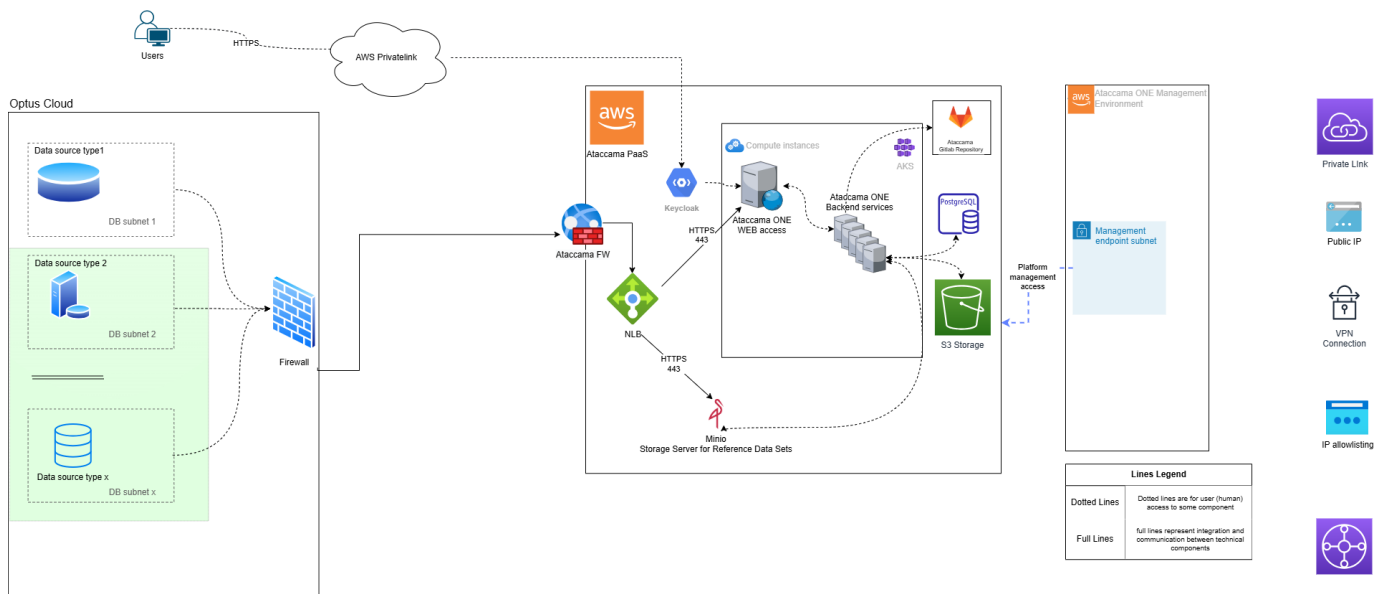 Users
HTTPS
AWS Privatelink
Optus Cloud
Data source type1
DB subnet 1
Data source type 2
DB subnet 2
Data source type x
DB subnet x
Firewall
aws
Ataccama PaaS
Ataccama FW
NLB
Keycloak
Compute instances
AKS
Ataccama ONE
WEB access
HTTPS
443
HTTPS
443
Ataccama ONE
Backend services
Ataccama
Gitlab Repository
PostgreSQL
S3 Storage
Minio
Storage Server for Reference Data Sets
Platform
management
access
aws
Ataccama ONE Management
Environment
Management
endpoint subnet
Lines Legend
Dotted Lines
Dotted lines are for user (human)
access to some component
Full Lines
full lines represent integration and
communication between technical
components
Private LInk
Public IP
VPN
Connection
IP allowlisting